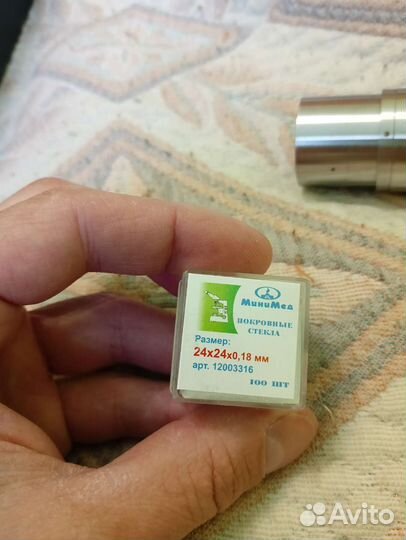 МиниМед
ПОКРОВНЫЕ
СТЕКЛА
Размер:
24x24x0,18 мм
арт. 12003316
100 шт
Avito